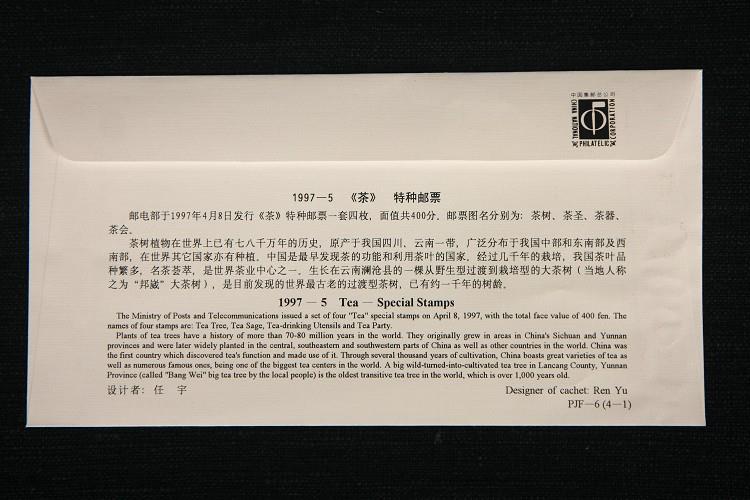 中国集邮总公司
CHINA NATIONAL
PHILATELIC
CORPORATION
1997—5 《茶》 特种邮票
邮电部于1997年4月8日发行《茶》特种邮票一套四枚，面值共400分。邮票图名分别为：茶树、茶圣、茶器、
茶会。
茶树植物在世界上已有七八千万年的历史，原产于我国四川、云南一带，广泛分布于我国中部和东南部及西
南部，在世界其它国家亦有种植。中国是最早发现茶的功能和利用茶叶的国家。经过几千年的栽培，我国茶叶品
种繁多，名茶荟萃，是世界茶业中心之一。生长在云南澜沧县的一棵从野生型过渡到栽培型的大茶树（当地人称
之为“邦崴”大茶树），是目前发现的世界最古老的过渡型茶树，已有约一千年的树龄。
1997 — 5 Tea — Special Stamps
The Ministry of Posts and Telecommunications issued a set of four "Tea" special stamps on April 8, 1997, with the total face value of 400 fen. The
names of four stamps are: Tea Tree, Tea Sage, Tea-drinking Utensils and Tea Party.
Plants of tea trees have a history of more than 70-80 million years in the world. They originally grew in areas in China's Sichuan and Yunnan
provinces and were later widely planted in the central, southeastern and southwestern parts of China as well as other countries in the world. China was
the first country which discovered tea's function and made use of it. Through several thousand years of cultivation, China boasts great varieties of tea as
well as numerous famous ones, being one of the biggest tea centers in the world. A big wild-turned-into-cultivated tea tree in Lancang County, Yunnan
Province (called "Bang Wei" big tea tree by the local people) is the oldest transitive tea tree in the world, which is over 1,000 years old.
设计者：任 宇
Designer of cachet: Ren Yu
PJF—6 (4—1)